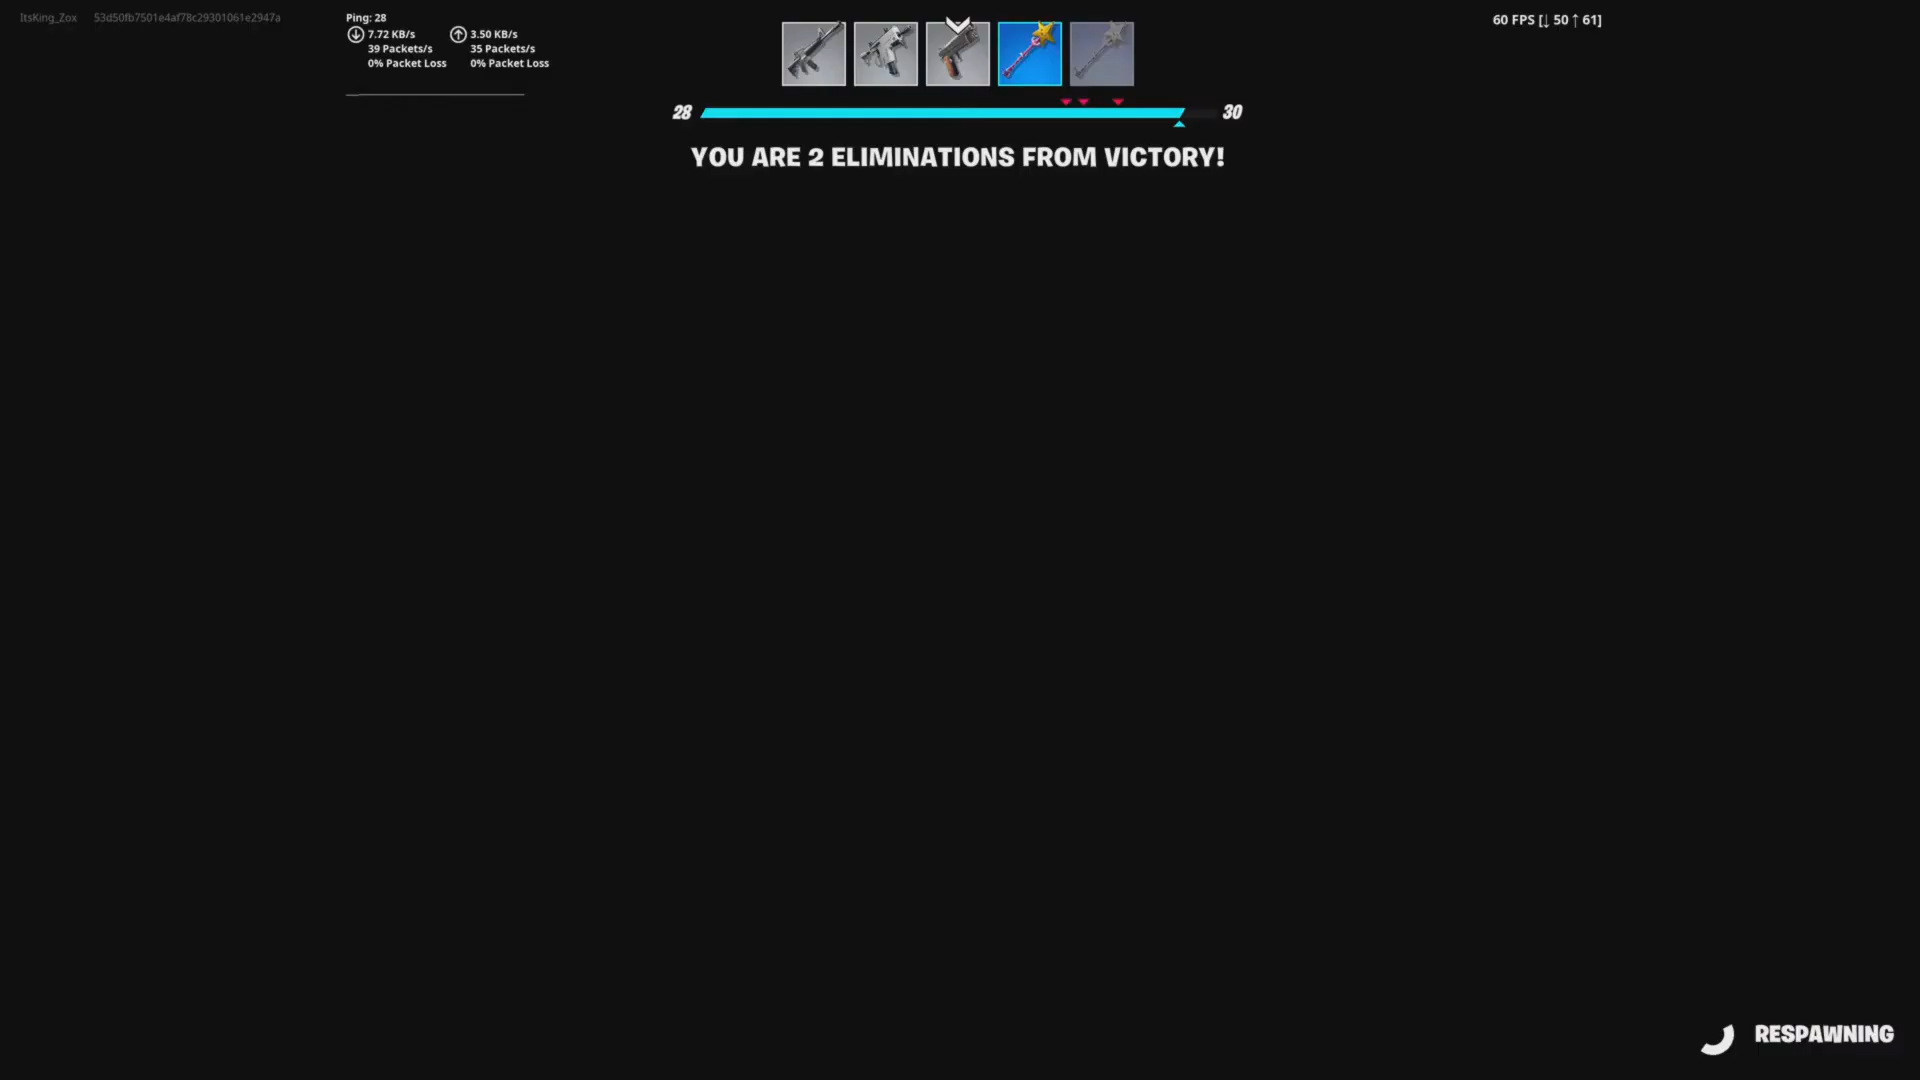 ItsKing_Zox 53d50fb7501e4af78c29301061e2947a
Ping: 28
7.72 KB/s 3.50 KB/s
39 Packets/s 35 Packets/s
0% Packet Loss 0% Packet Loss
60 FPS [↓ 50 ↑ 61]
28 30
YOU ARE 2 ELIMINATIONS FROM VICTORY!
RESPAWNING